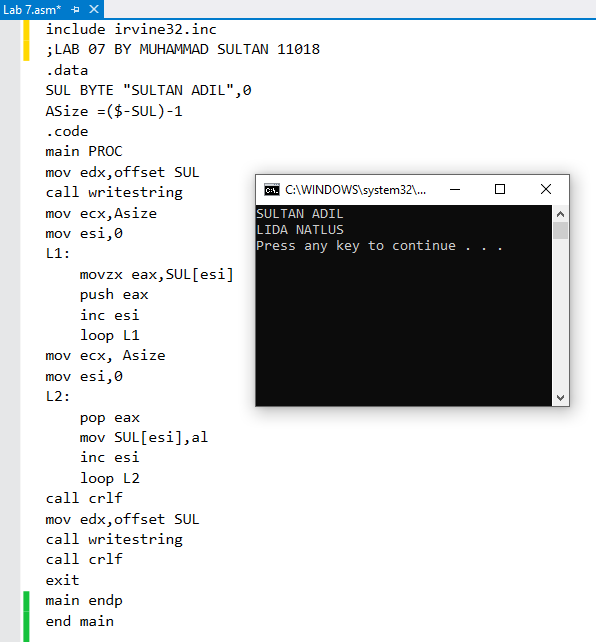 Lab 7.asm*
include irvine32.inc
;LAB 07 BY MUHAMMAD SULTAN 11018
.data
SUL BYTE "SULTAN ADIL",0
ASize =($-SUL)-1
.code
main PROC
mov edx,offset SUL
call writestring
mov ecx,Asize
mov esi,0
L1:
    movzx eax,SUL[esi]
    push eax
    inc esi
    loop L1
mov ecx, Asize
mov esi,0
L2:
    pop eax
    mov SUL[esi],al
    inc esi
    loop L2
call crlf
mov edx,offset SUL
call writestring
call crlf
exit
main endp
end main
C:\WINDOWS\system32\...
SULTAN ADIL
LIDA NATLUS
Press any key to continue . . .